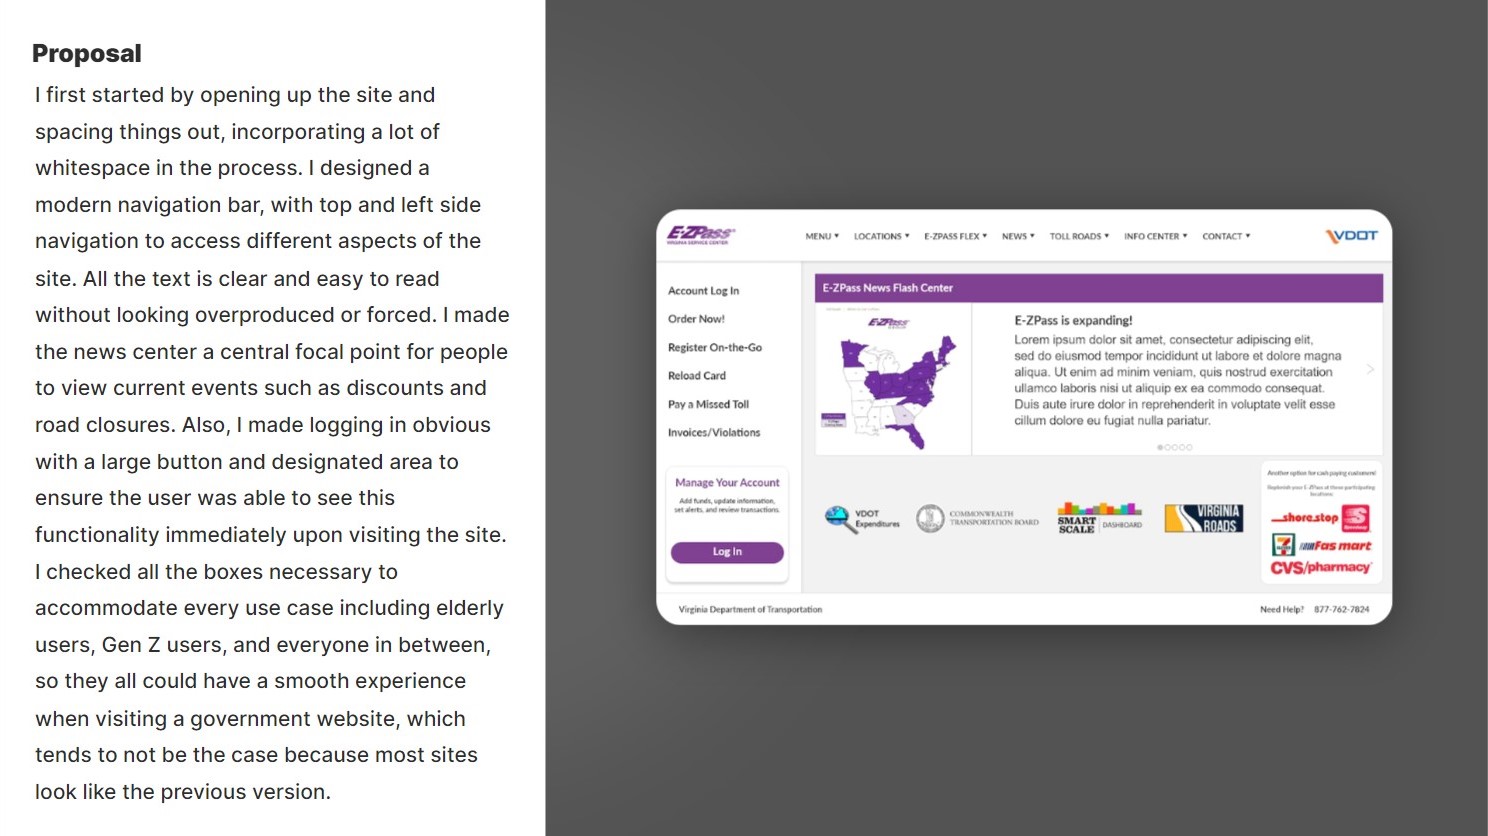 Proposal
I first started by opening up the site and
spacing things out, incorporating a lot of
whitespace in the process. I designed a
modern navigation bar, with top and left side
navigation to access different aspects of the
site. All the text is clear and easy to read
without looking overproduced or forced. I made
the news center a central focal point for people
to view current events such as discounts and
road closures. Also, I made logging in obvious
with a large button and designated area to
ensure the user was able to see this
functionality immediately upon visiting the site.
I checked all the boxes necessary to
accommodate every use case including elderly
users, Gen Z users, and everyone in between,
so they all could have a smooth experience
when visiting a government website, which
tends to not be the case because most sites
look like the previous version.
E-ZPass®
VIRGINIA SERVICE CENTER
MENU LOCATIONS E-ZPASS FLEX NEWS TOLL ROADS INFO CENTER CONTACT
VDOT
Account Log In
Order Now!
Register On-the-Go
Reload Card
Pay a Missed Toll
Invoices/Violations
Manage Your Account
Add funds, update information,
set alerts, and review transactions.
Log In
E-ZPass News Flash Center
E-ZPass
E-ZPass is expanding!
Lorem ipsum dolor sit amet, consectetur adipiscing elit,
sed do eiusmod tempor incididunt ut labore et dolore magna
aliqua. Ut enim ad minim veniam, quis nostrud exercitation
ullamco laboris nisi ut aliquip ex ea commodo consequat.
Duis aute irure dolor in reprehenderit in voluptate velit esse
cillum dolore eu fugiat nulla pariatur.
VDOT
Expenditures
COMMONWEALTH
TRANSPORTATION BOARD
SMART
SCALE DASHBOARD
VIRGINIA
ROADS
Another option for cash paying customers!
Replenish your E-ZPass at these participating
locations:
shore stop
Speedway
7 ELEVEN
Fas mart
CVS/pharmacy
Virginia Department of Transportation
Need Help? 877-762-7824